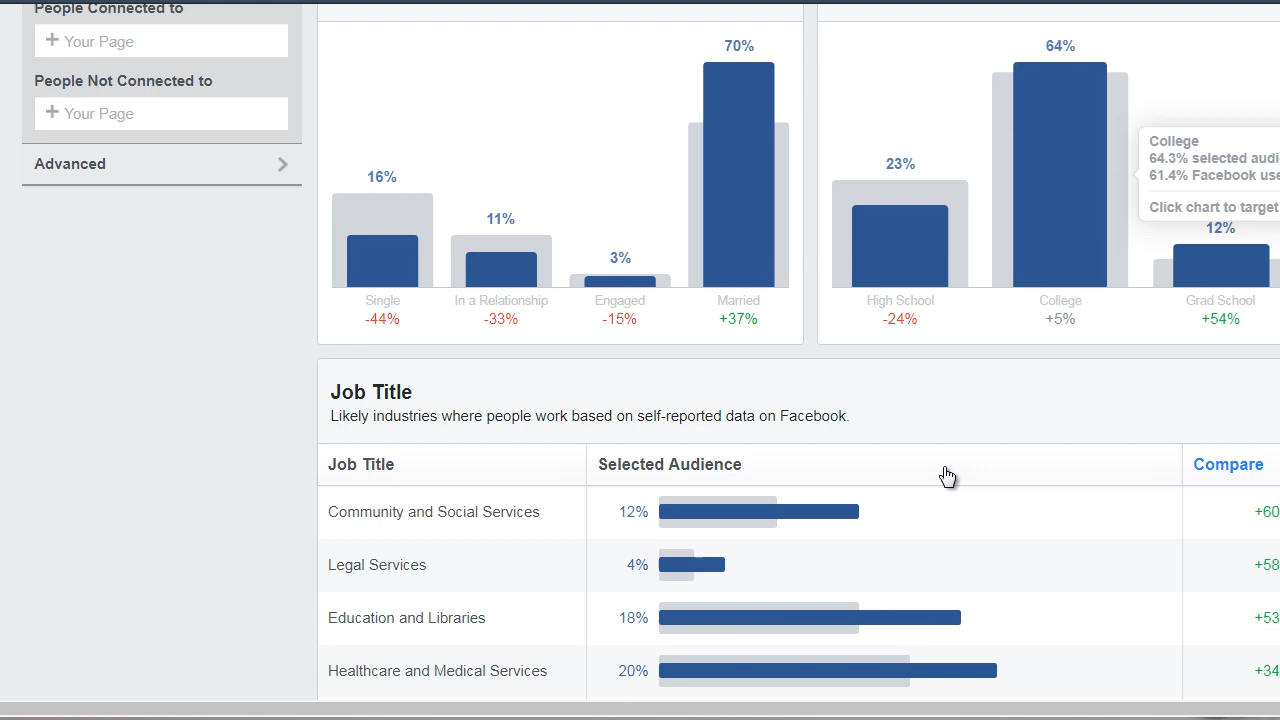 People Connected to
+ Your Page
People Not Connected to
+ Your Page
Advanced
16%
11%
3%
70%
Single
In a Relationship
Engaged
Married
-44%
-33%
-15%
+37%
23%
64%
12%
High School
College
Grad School
-24%
+5%
+54%
College
64.3% selected audi
61.4% Facebook use
Click chart to target
Job Title
Likely industries where people work based on self-reported data on Facebook.
Job Title Selected Audience Compare
Community and Social Services 12% +60
Legal Services 4% +58
Education and Libraries 18% +53
Healthcare and Medical Services 20% +34